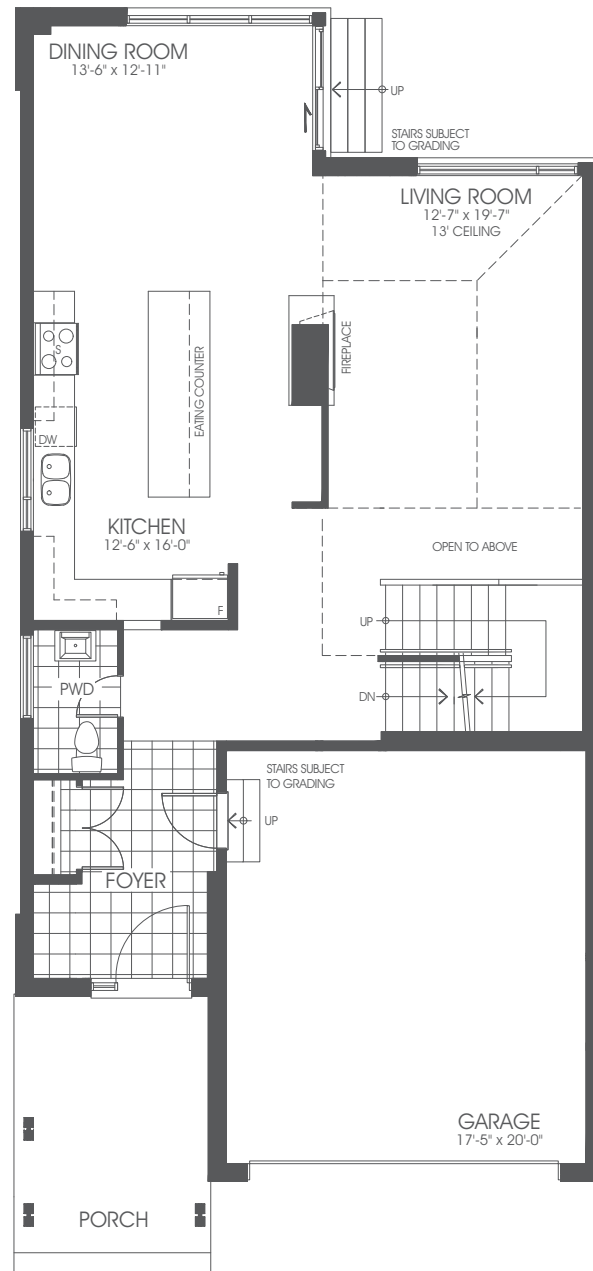 DINING ROOM
13'-6" x 12'-11"
UP
STAIRS SUBJECT
TO GRADING
LIVING ROOM
12'-7" x 19'-7"
13' CEILING
FIREPLACE
EATING COUNTER
S
DW
KITCHEN
12'-6" x 16'-0"
OPEN TO ABOVE
F
UP
PWD
DN
STAIRS SUBJECT
TO GRADING
UP
FOYER
GARAGE
17'-5" x 20'-0"
PORCH